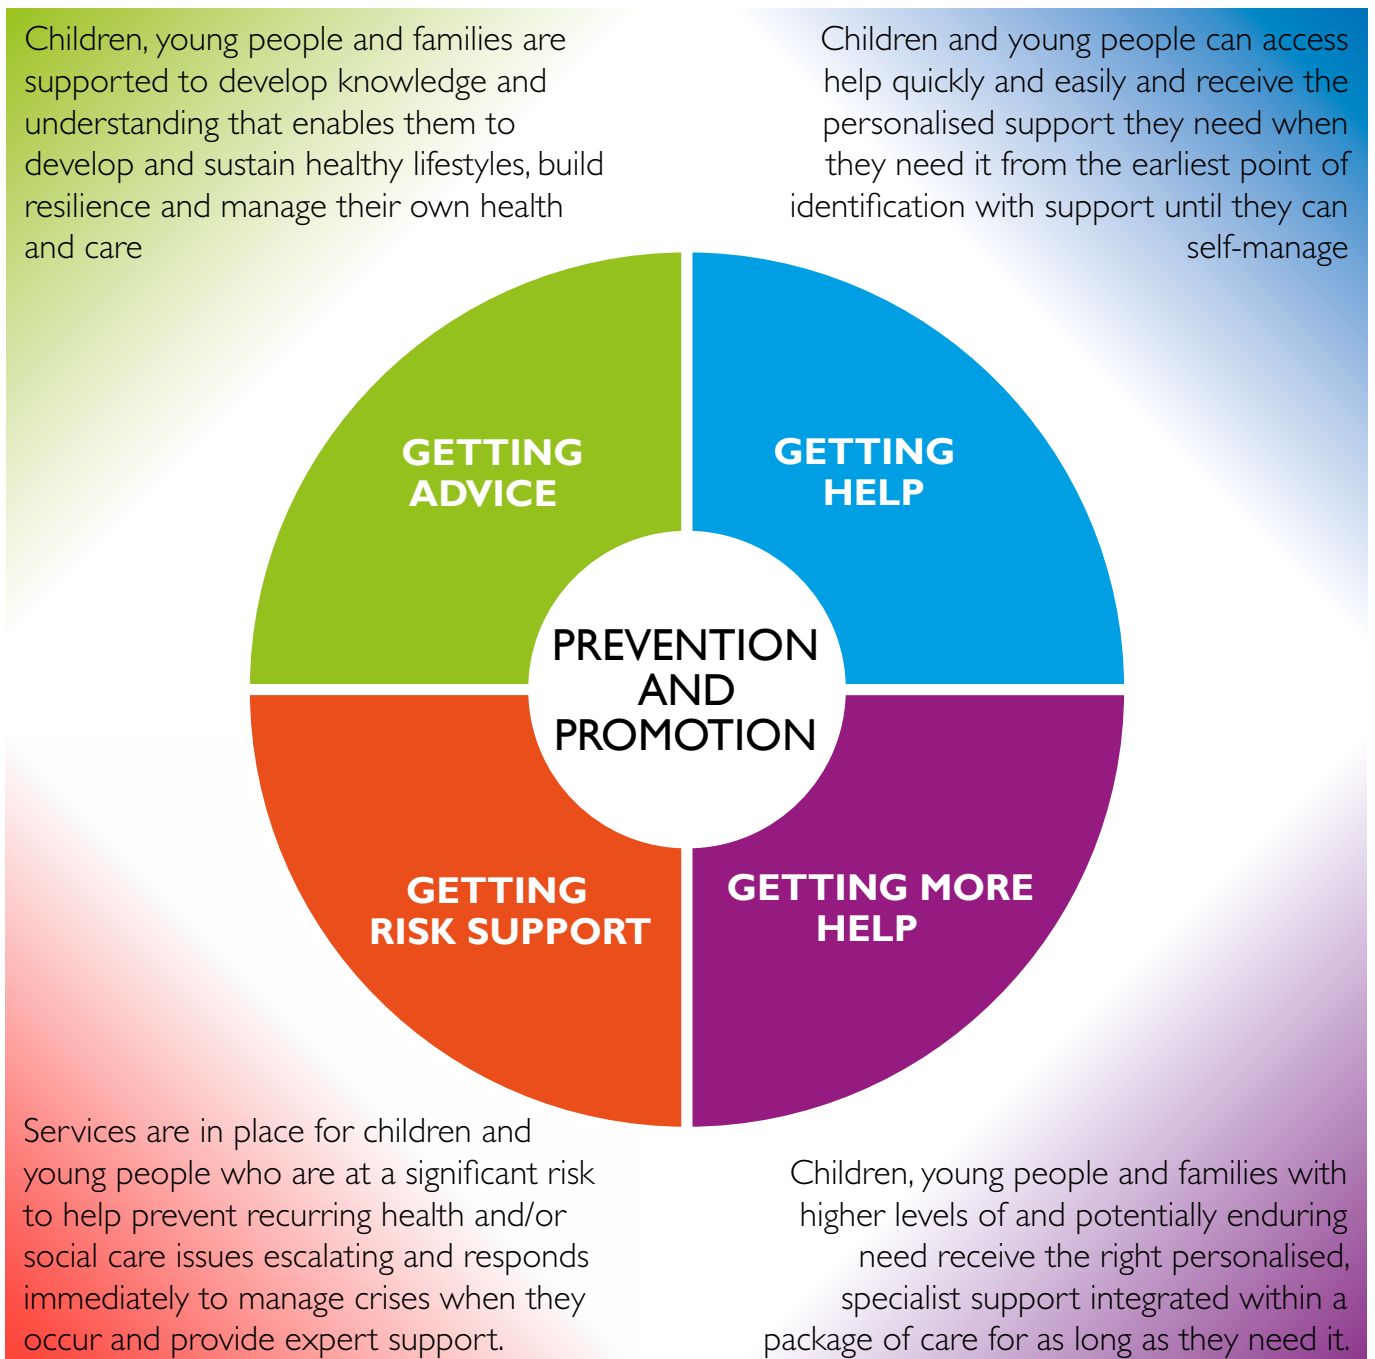 Children, young people and families are
supported to develop knowledge and
understanding that enables them to
develop and sustain healthy lifestyles, build
resilience and manage their own health
and care
Children and young people can access
help quickly and easily and receive the
personalised support they need when
they need it from the earliest point of
identification with support until they can
self-manage
GETTING
ADVICE
GETTING
HELP
PREVENTION
AND
PROMOTION
GETTING
RISK SUPPORT
GETTING MORE
HELP
Services are in place for children and
young people who are at a significant risk
to help prevent recurring health and/or
social care issues escalating and responds
immediately to manage crises when they
occur and provide expert support.
Children, young people and families with
higher levels of and potentially enduring
need receive the right personalised,
specialist support integrated within a
package of care for as long as they need it.